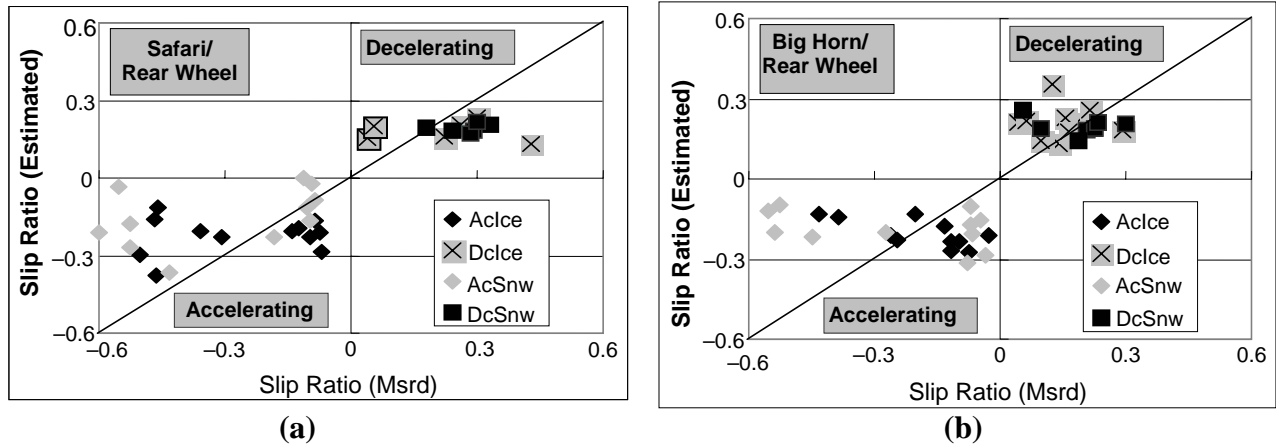 0.6
Safari/
Rear Wheel
Decelerating
0.3
Slip Ratio (Estimated)
0
–0.3
–0.6
Accelerating
AcIce
DcIce
AcSnw
DcSnw
–0.6
–0.3
0
0.3
0.6
Slip Ratio (Msrd)
(a)
0.6
Big Horn/
Rear Wheel
Decelerating
0.3
Slip Ratio (Estimated)
0
–0.3
–0.6
Accelerating
AcIce
DcIce
AcSnw
DcSnw
–0.6
–0.3
0
0.3
0.6
Slip Ratio (Msrd)
(b)